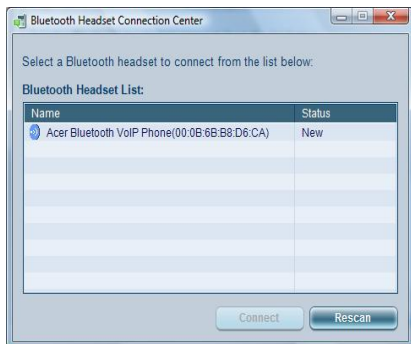 Bluetooth Headset Connection Center
Select a Bluetooth headset to connect from the list below:
Bluetooth Headset List:
Name Status
Acer Bluetooth VoIP Phone(00:0B:6B:B8:D6:CA) New
Connect Rescan